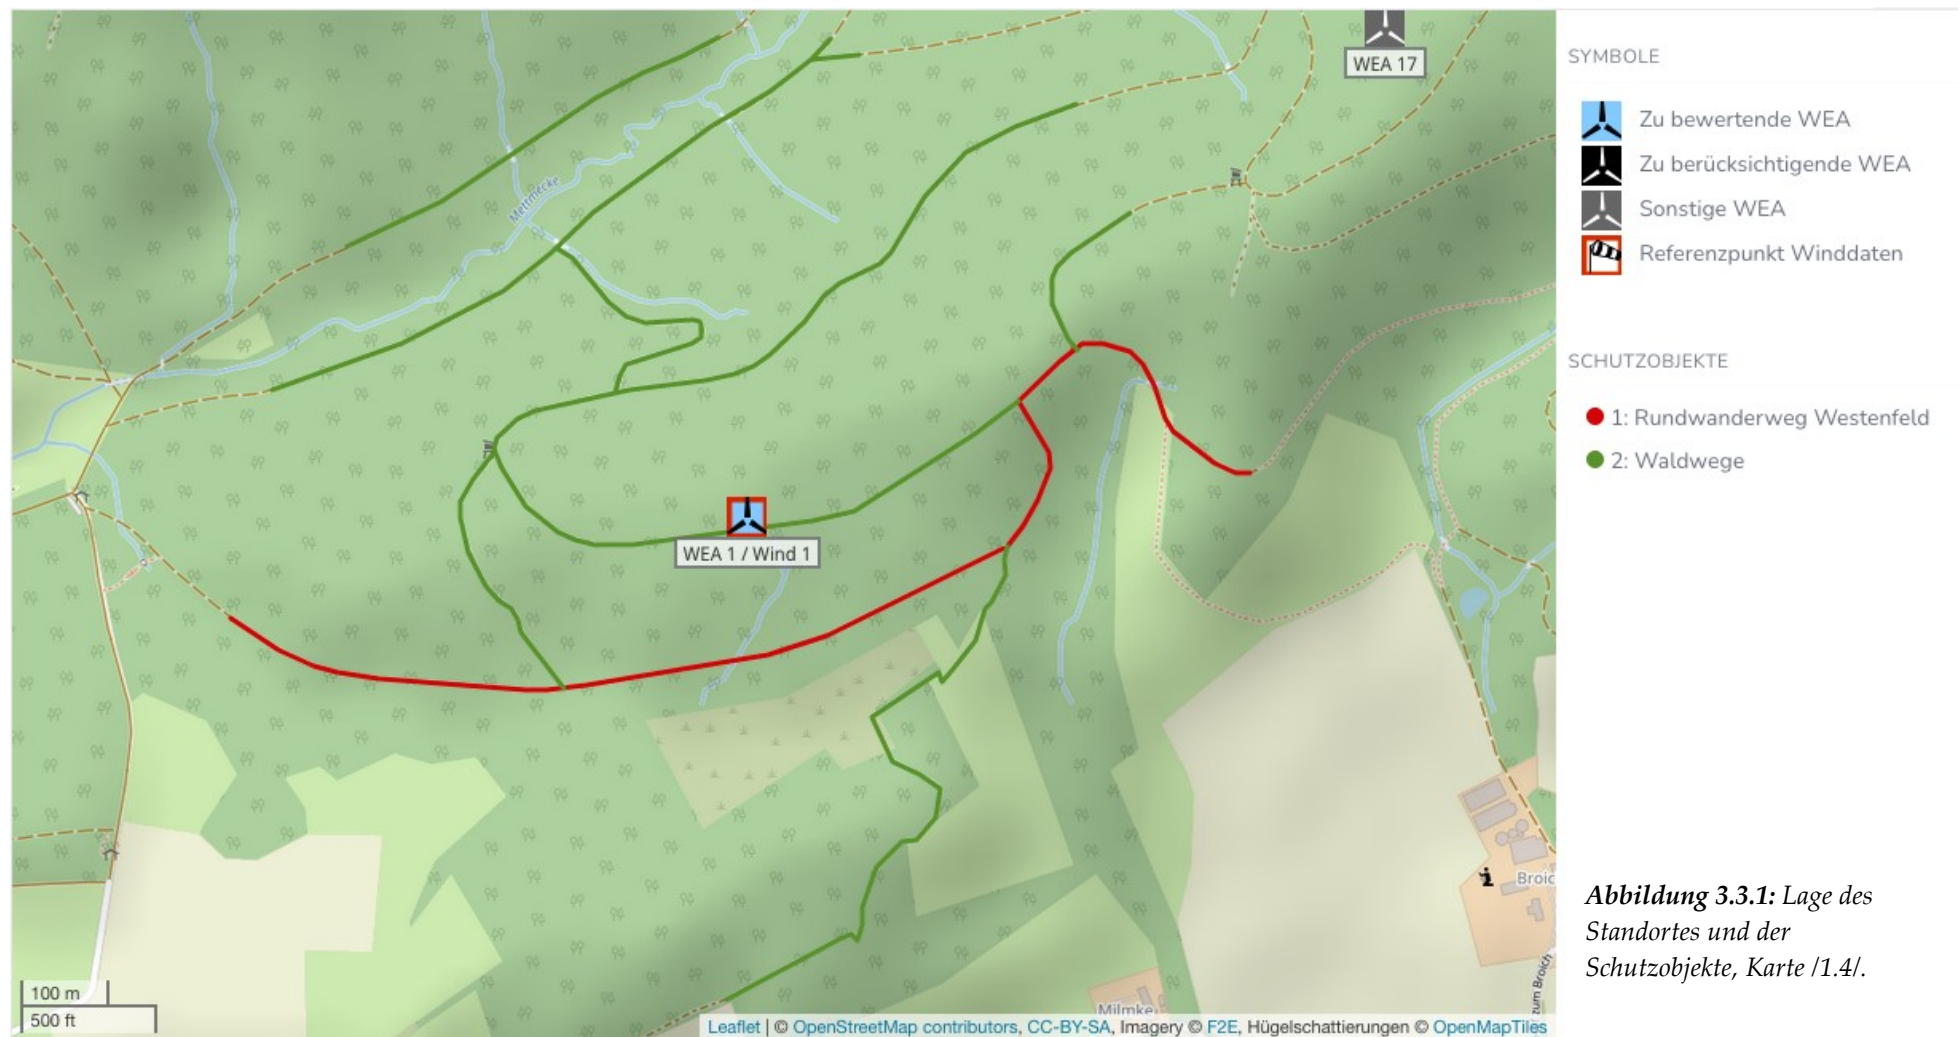 WEA 17
Mettmecke
WEA 1 / Wind 1
Broic
Milmke
zum Broich
100 m
500 ft
Leaflet | © OpenStreetMap contributors, CC-BY-SA, Imagery © F2E, Hügelschattierungen © OpenMapTiles
SYMBOLE
Zu bewertende WEA
Zu berücksichtigende WEA
Sonstige WEA
Referenzpunkt Winddaten
SCHUTZOBJEKTE
1: Rundwanderweg Westenfeld
2: Waldwege
Abbildung 3.3.1: Lage des
Standortes und der
Schutzobjekte, Karte /1.4/.